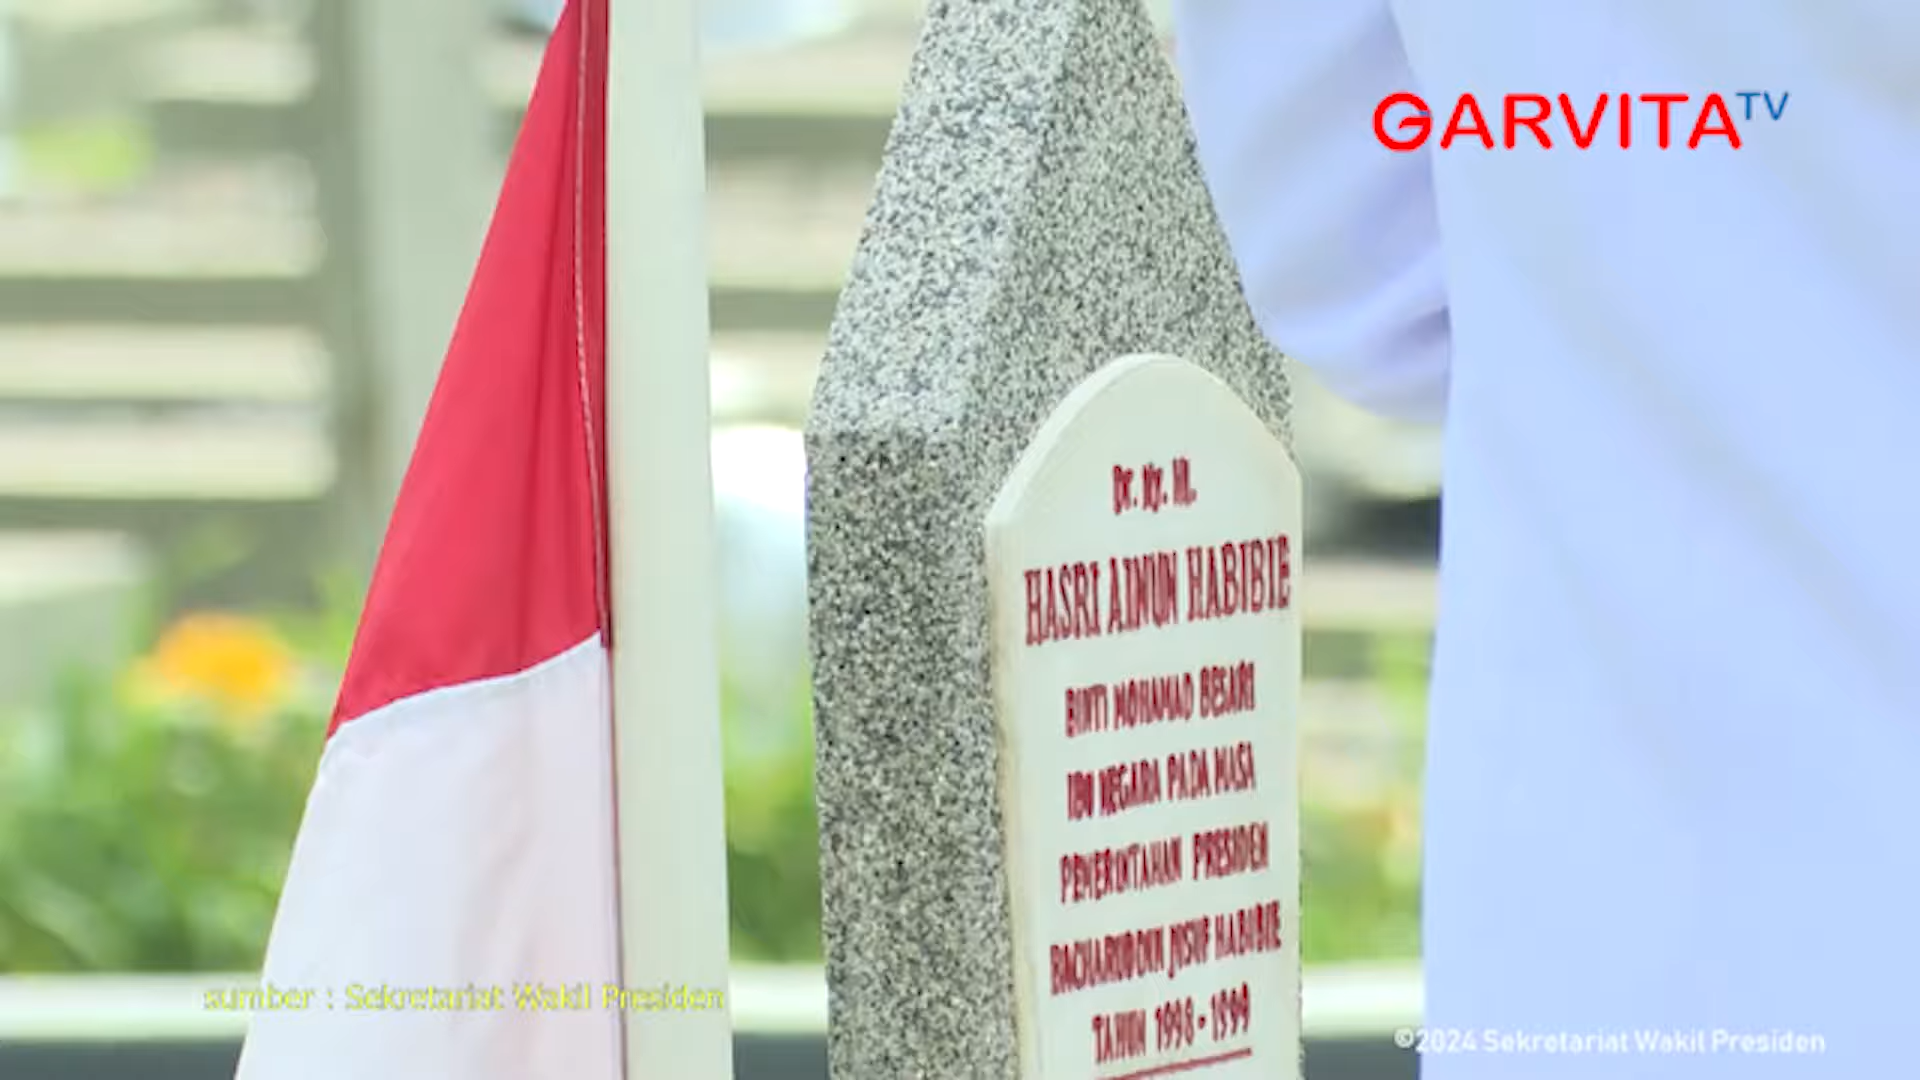 GARVITA TV
Dr. Ny. Hj.
HASRI AINUN HABIBIE
BINTI MOHAMAD BESARI
IBU NEGARA PADA MASA
PEMERINTAHAN PRESIDEN
BACHARUDDIN JUSUF HABIBIE
TAHUN 1998 - 1999
sumber : Sekretariat Wakil Presiden
©2024 Sekretariat Wakil Presiden